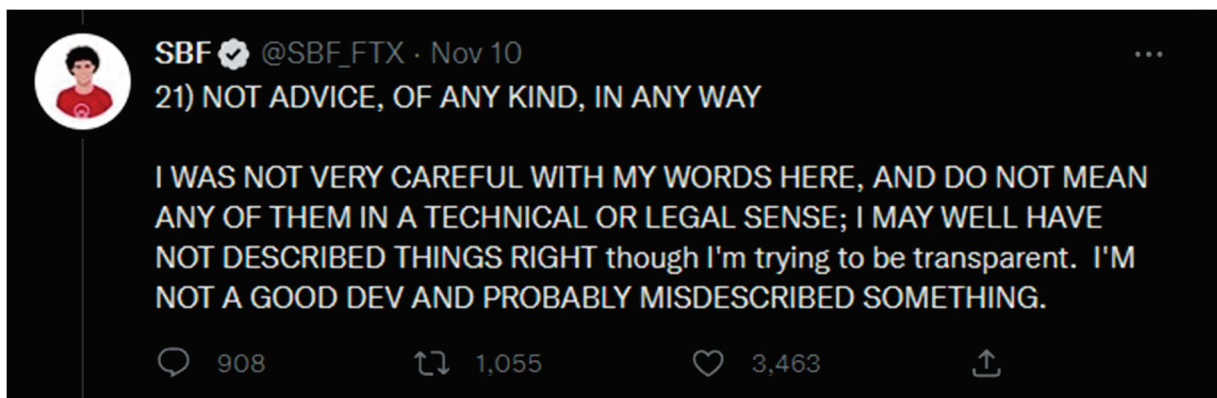 SBF @SBF_FTX · Nov 10 ...
21) NOT ADVICE, OF ANY KIND, IN ANY WAY
I WAS NOT VERY CAREFUL WITH MY WORDS HERE, AND DO NOT MEAN
ANY OF THEM IN A TECHNICAL OR LEGAL SENSE; I MAY WELL HAVE
NOT DESCRIBED THINGS RIGHT though I'm trying to be transparent.  I'M
NOT A GOOD DEV AND PROBABLY MISDESCRIBED SOMETHING.
908 1,055 3,463